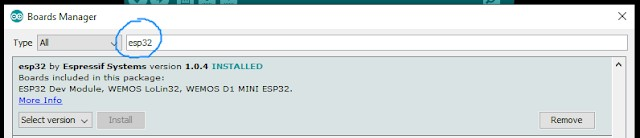 Boards Manager
Type All esp32
esp32 by Espressif Systems version 1.0.4 INSTALLED
Boards included in this package:
ESP32 Dev Module, WEMOS LoLin32, WEMOS D1 MINI ESP32.
More Info
Select version Install Remove